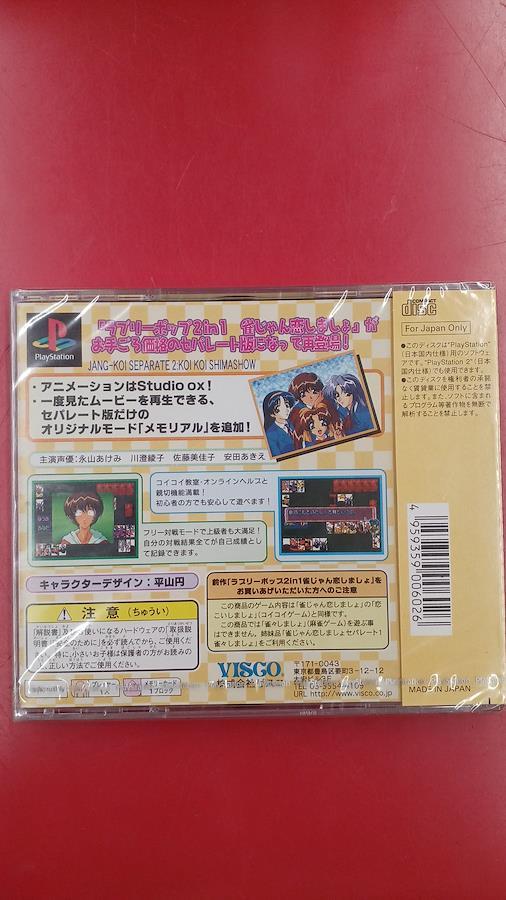 PlayStation
『ラブリーポップ2in1 雀じゃん恋しましょ』が
お手ごろ価格のセパレート版になって再登場！
JANG-KOI SEPARATE 2:KOI KOI SHIMASHOW
・アニメーションはStudio ox！
・一度見たムービーを再生できる、
セパレート版だけの
オリジナルモード「メモリアル」を追加！
主演声優：永山あけみ 川澄綾子 佐藤美佳子 安田あきえ
コイコイ教室・オンラインヘルスと
親切機能満載！
初心者の方でも安心して遊べます！
フリー対戦モードで上級者も大満足！
自分の対戦結果全てが自己成績とし
て記録できます。
キャラクターデザイン：平山円
前作「ラブリーポップス2in1雀じゃん恋しましょ」を
お買いあげいただいた方へのご注意
この商品のゲーム内容は「雀じゃん恋しましょ」の「恋
こいしましょ」（コイコイゲーム）と同様です。
この商品では「雀々しましょ」（麻雀ゲーム）を遊ぶ事
はできません。姉妹品「雀じゃん恋しましょセパレート1
雀々しましょ」をご利用ください。
注意（ちゅうい）
VISCO
〒171-0043
東京都豊島区要町3-12-12
http://www.visco.co.jp
プレイヤー
1人
メモリーカード
1ブロック
COMPACT
disc
For Japan Only
●このディスクは"PlayStation"
（日本国内仕様）用のソフトウェ
アです。"PlayStation 2"（日本
国内仕様）でも使用できます。
●このディスクを権利者の承諾
なく賃貸業に使用することを禁
じます。また、ソフトに含まれ
るプログラム等著作物を無断で
解析することを禁止します。
4959359006026
MADE IN JAPAN